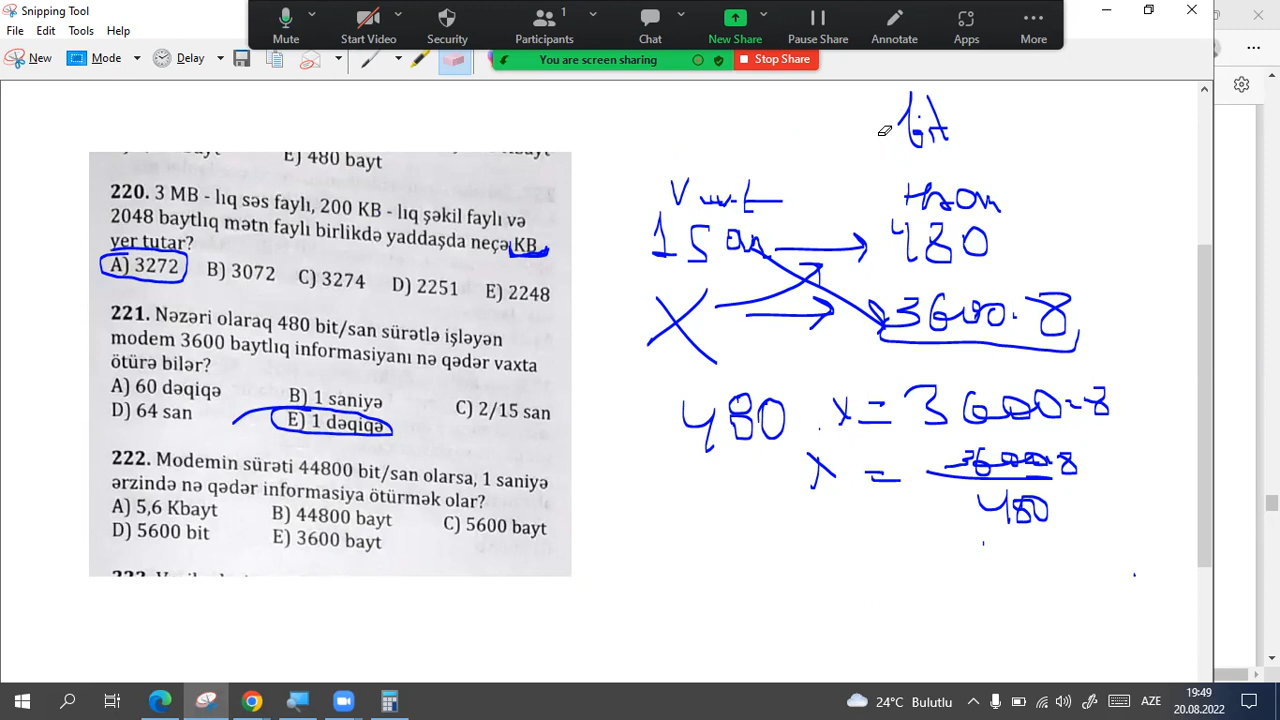 Snipping Tool
File Edit Tools Help
New Mode Delay
Mute Start Video Security Participants 1 Chat New Share Pause Share Annotate Apps More
You are screen sharing Stop Share
E) 480 bayt
220. 3 MB - lıq səs faylı, 200 KB - lıq şəkil faylı və
2048 baytlıq mətn faylı birlikdə yaddaşda neçə KB
yer tutar?
A) 3272 B) 3072 C) 3274 D) 2251 E) 2248
221. Nəzəri olaraq 480 bit/san sürətlə işləyən
modem 3600 baytlıq informasiyanı nə qədər vaxta
ötürə bilər?
A) 60 dəqiqə B) 1 saniyə C) 2/15 san
D) 64 san E) 1 dəqiqə
222. Modemin sürəti 44800 bit/san olarsa, 1 saniyə
ərzində nə qədər informasiya ötürmək olar?
A) 5,6 Kbayt B) 44800 bayt C) 5600 bayt
D) 5600 bit E) 3600 bayt
bit
480
X 3600.8
480 x = 3600.8
x = 3600.8
480
24°C Bulutlu AZE 19:49
20.08.2022